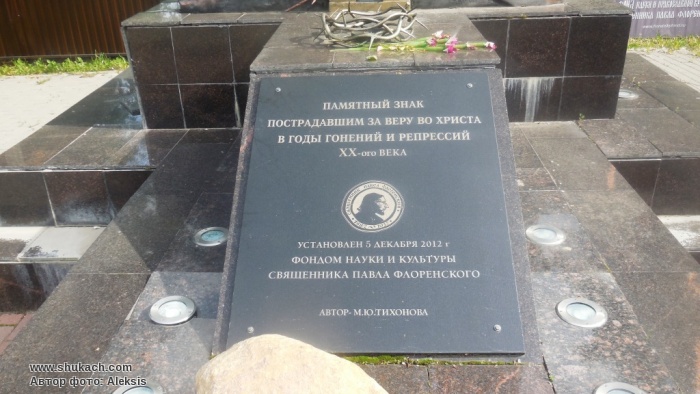 ПАМЯТНЫЙ ЗНАК
ПОСТРАДАВШИМ ЗА ВЕРУ ВО ХРИСТА
В ГОДЫ ГОНЕНИЙ И РЕПРЕССИЙ
XX-ого ВЕКА
УСТАНОВЛЕН 5 ДЕКАБРЯ 2012 г
ФОНДОМ НАУКИ И КУЛЬТУРЫ
СВЯЩЕННИКА ПАВЛА ФЛОРЕНСКОГО
АВТОР- М.Ю.ТИХОНОВА
www.shukach.com
Автор фото: Aleksis